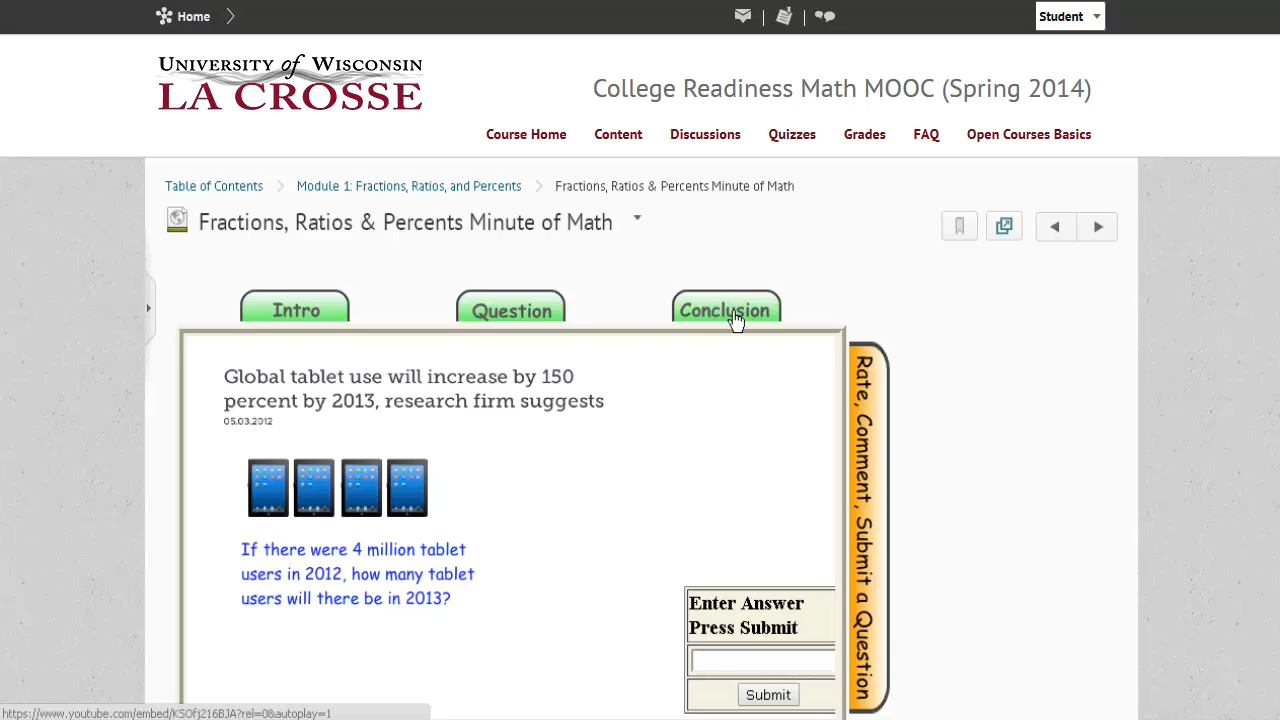 Home
Student
UNIVERSITY of WISCONSIN
LA CROSSE
College Readiness Math MOOC (Spring 2014)
Course Home Content Discussions Quizzes Grades FAQ Open Courses Basics
Table of Contents Module 1: Fractions, Ratios, and Percents Fractions, Ratios & Percents Minute of Math
Fractions, Ratios & Percents Minute of Math
Intro Question Conclusion
Global tablet use will increase by 150
percent by 2013, research firm suggests
05.03.2012
If there were 4 million tablet
users in 2012, how many tablet
users will there be in 2013?
Enter Answer
Press Submit
Submit
Rate, Comment, Submit a Question
https://www.youtube.com/embed/KSOfj216BJA?rel=0&autoplay=1